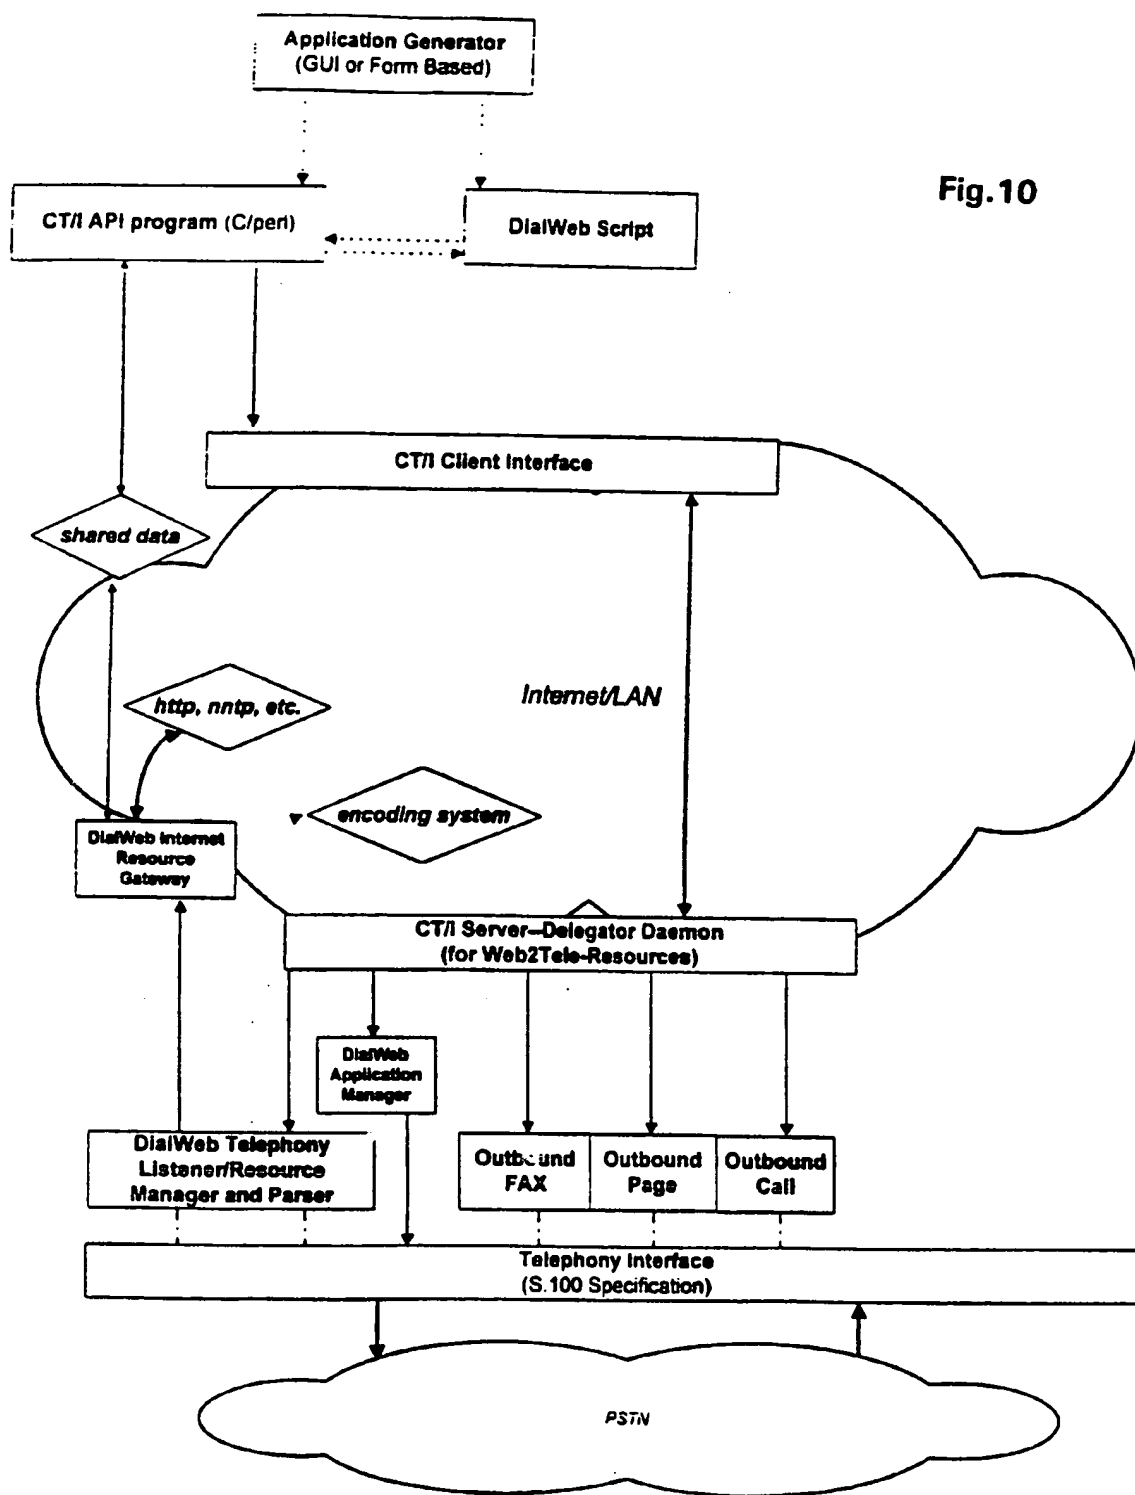 Application Generator
(GUI or Form Based)
Fig.10
CT/I API program (C/perl)
DialWeb Script
CT/I Client Interface
shared data
http, nntp, etc.
Internet/LAN
encoding system
DialWeb Internet
Resource
Gateway
CT/I Server–Delegator Daemon
(for Web2Tele-Resources)
DialWeb
Application
Manager
DialWeb Telephony
Listener/Resource
Manager and Parser
Outbound
FAX
Outbound
Page
Outbound
Call
Telephony Interface
(S.100 Specification)
PSTN